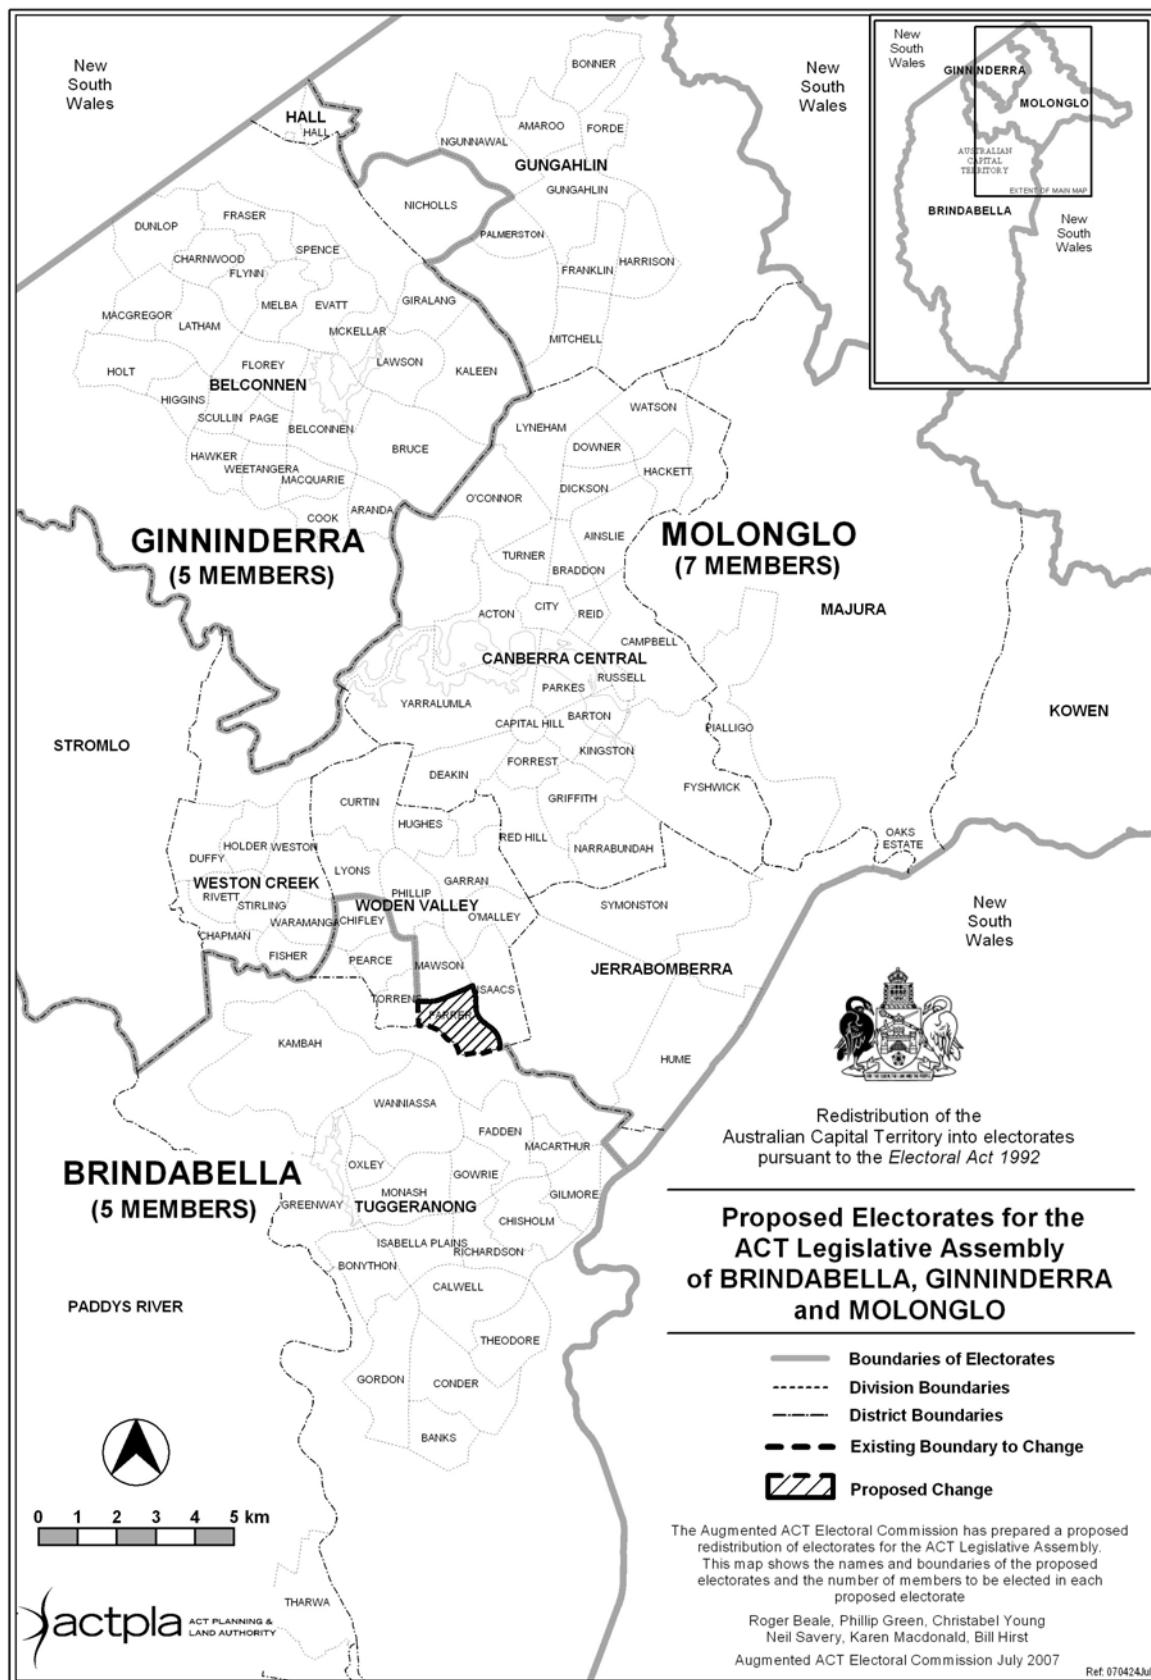 New
South
Wales
HALL
HALL
BONNER
AMAROO
FORDE
NGUNNAWAL
GUNGAHLIN
GUNGAHLIN
NICHOLLS
PALMERSTON
FRANKLIN
HARRISON
MITCHELL
New
South
Wales
New
South
Wales
GINNINDERRA
MOLONGLO
AUSTRALIAN
CAPITAL
TERRITORY
EXTENT OF MAIN MAP
BRINDABELLA
New
South
Wales
DUNLOP
FRASER
SPENCE
CHARNWOOD
FLYNN
MELBA
EVATT
GIRALANG
MACGREGOR
LATHAM
MCKELLAR
LAWSON
KALEEN
HOLT
FLOREY
BELCONNEN
HIGGINS
SCULLIN
PAGE
BELCONNEN
BRUCE
HAWKER
WEETANGERA
MACQUARIE
COOK
ARANDA
GINNINDERRA
(5 MEMBERS)
WATSON
LYNEHAM
DOWNER
HACKETT
DICKSON
O'CONNOR
AINSLIE
TURNER
BRADDON
MOLONGLO
(7 MEMBERS)
ACTON
CITY
REID
MAJURA
CAMPBELL
CANBERRA CENTRAL
RUSSELL
PARKES
YARRALUMLA
CAPITAL HILL
BARTON
PIALLIGO
KOWEN
STROMLO
KINGSTON
FORREST
DEAKIN
FYSHWICK
GRIFFITH
CURTIN
HUGHES
RED HILL
NARRABUNDAH
OAKS
ESTATE
HOLDER
WESTON
DUFFY
LYONS
WESTON CREEK
RIVETT
STIRLING
GARRAN
PHILLIP
WODEN VALLEY
SYMONSTON
WARAMANGA
CHIFLEY
O'MALLEY
CHAPMAN
FISHER
PEARCE
MAWSON
JERRABOMBERRA
TORRENS
ISAACS
FARRER
New
South
Wales
KAMBAH
HUME
WANNIASSA
FADDEN
MACARTHUR
OXLEY
GOWRIE
BRINDABELLA
(5 MEMBERS)
MONASH
GILMORE
GREENWAY
TUGGERANONG
CHISHOLM
ISABELLA PLAINS
RICHARDSON
BONYTHON
CALWELL
PADDYS RIVER
THEODORE
GORDON
CONDER
BANKS
THARWA
Redistribution of the
Australian Capital Territory into electorates
pursuant to the Electoral Act 1992
Proposed Electorates for the
ACT Legislative Assembly
of BRINDABELLA, GINNINDERRA
and MOLONGLO
Boundaries of Electorates
Division Boundaries
District Boundaries
Existing Boundary to Change
Proposed Change
The Augmented ACT Electoral Commission has prepared a proposed
redistribution of electorates for the ACT Legislative Assembly.
This map shows the names and boundaries of the proposed
electorates and the number of members to be elected in each
proposed electorate
Roger Beale, Phillip Green, Christabel Young
Neil Savery, Karen Macdonald, Bill Hirst
Augmented ACT Electoral Commission July 2007
0 1 2 3 4 5 km
actpla ACT PLANNING &
LAND AUTHORITY
Ref: 070424Jul